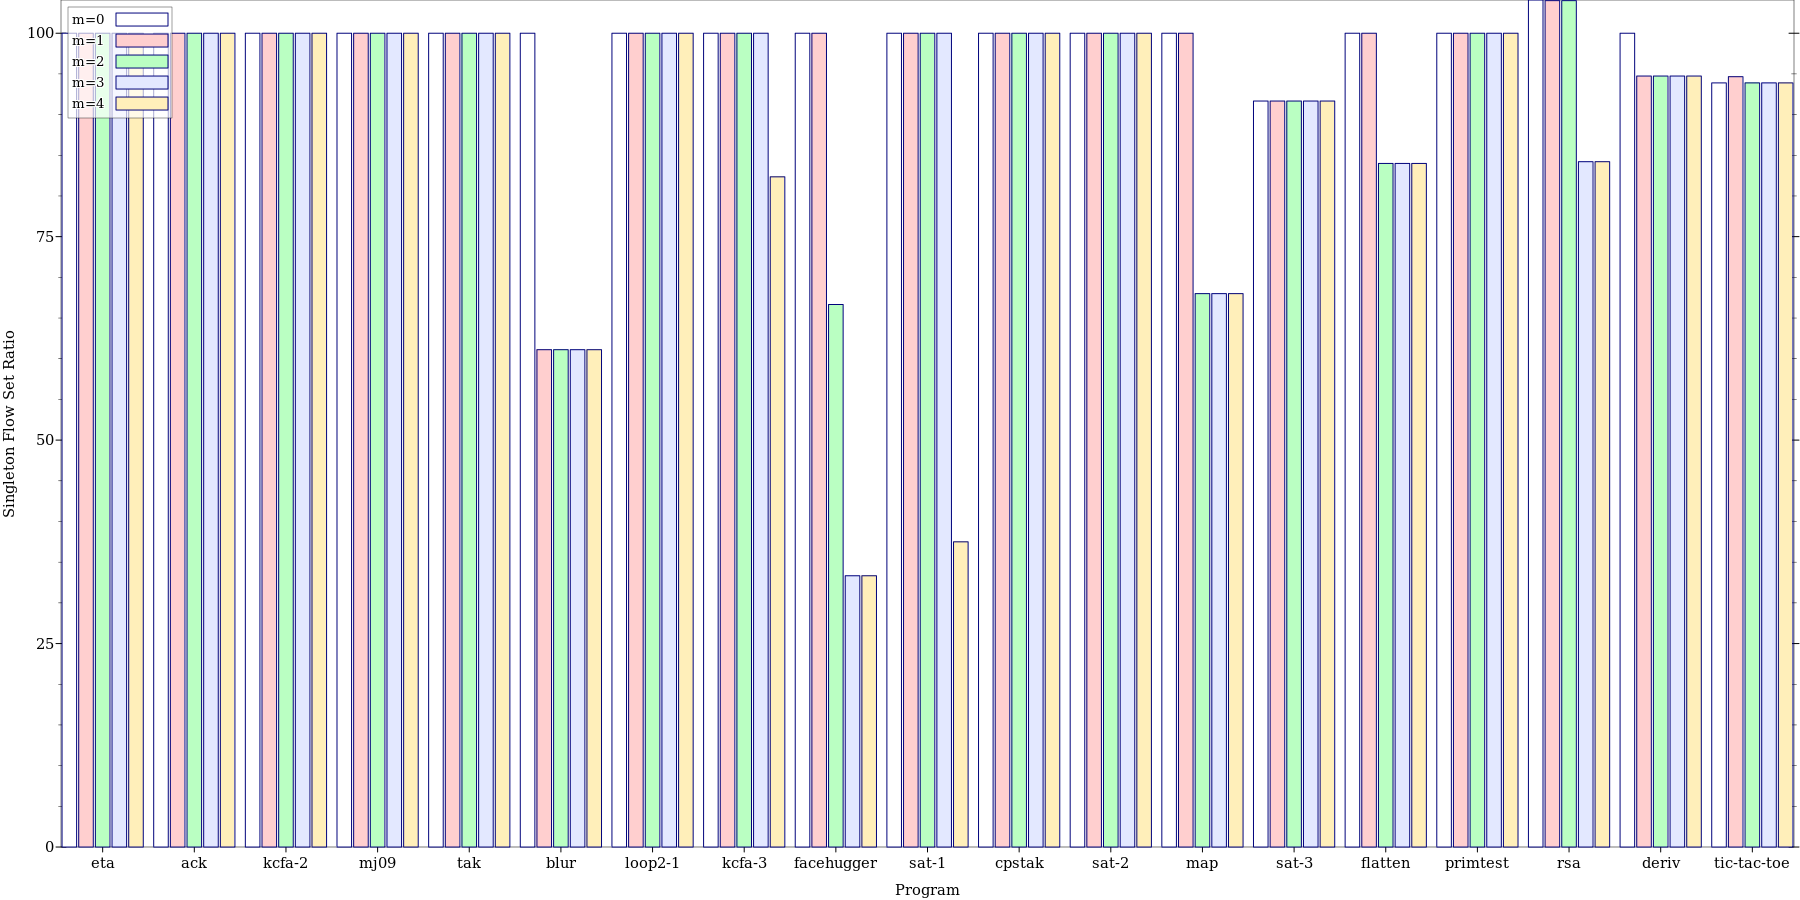 m=0
m=1
m=2
m=3
m=4
100
75
50
25
0
Singleton Flow Set Ratio
eta ack kcfa-2 mj09 tak blur loop2-1 kcfa-3 facehugger sat-1 cpstak sat-2 map sat-3 flatten primtest rsa deriv tic-tac-toe
Program